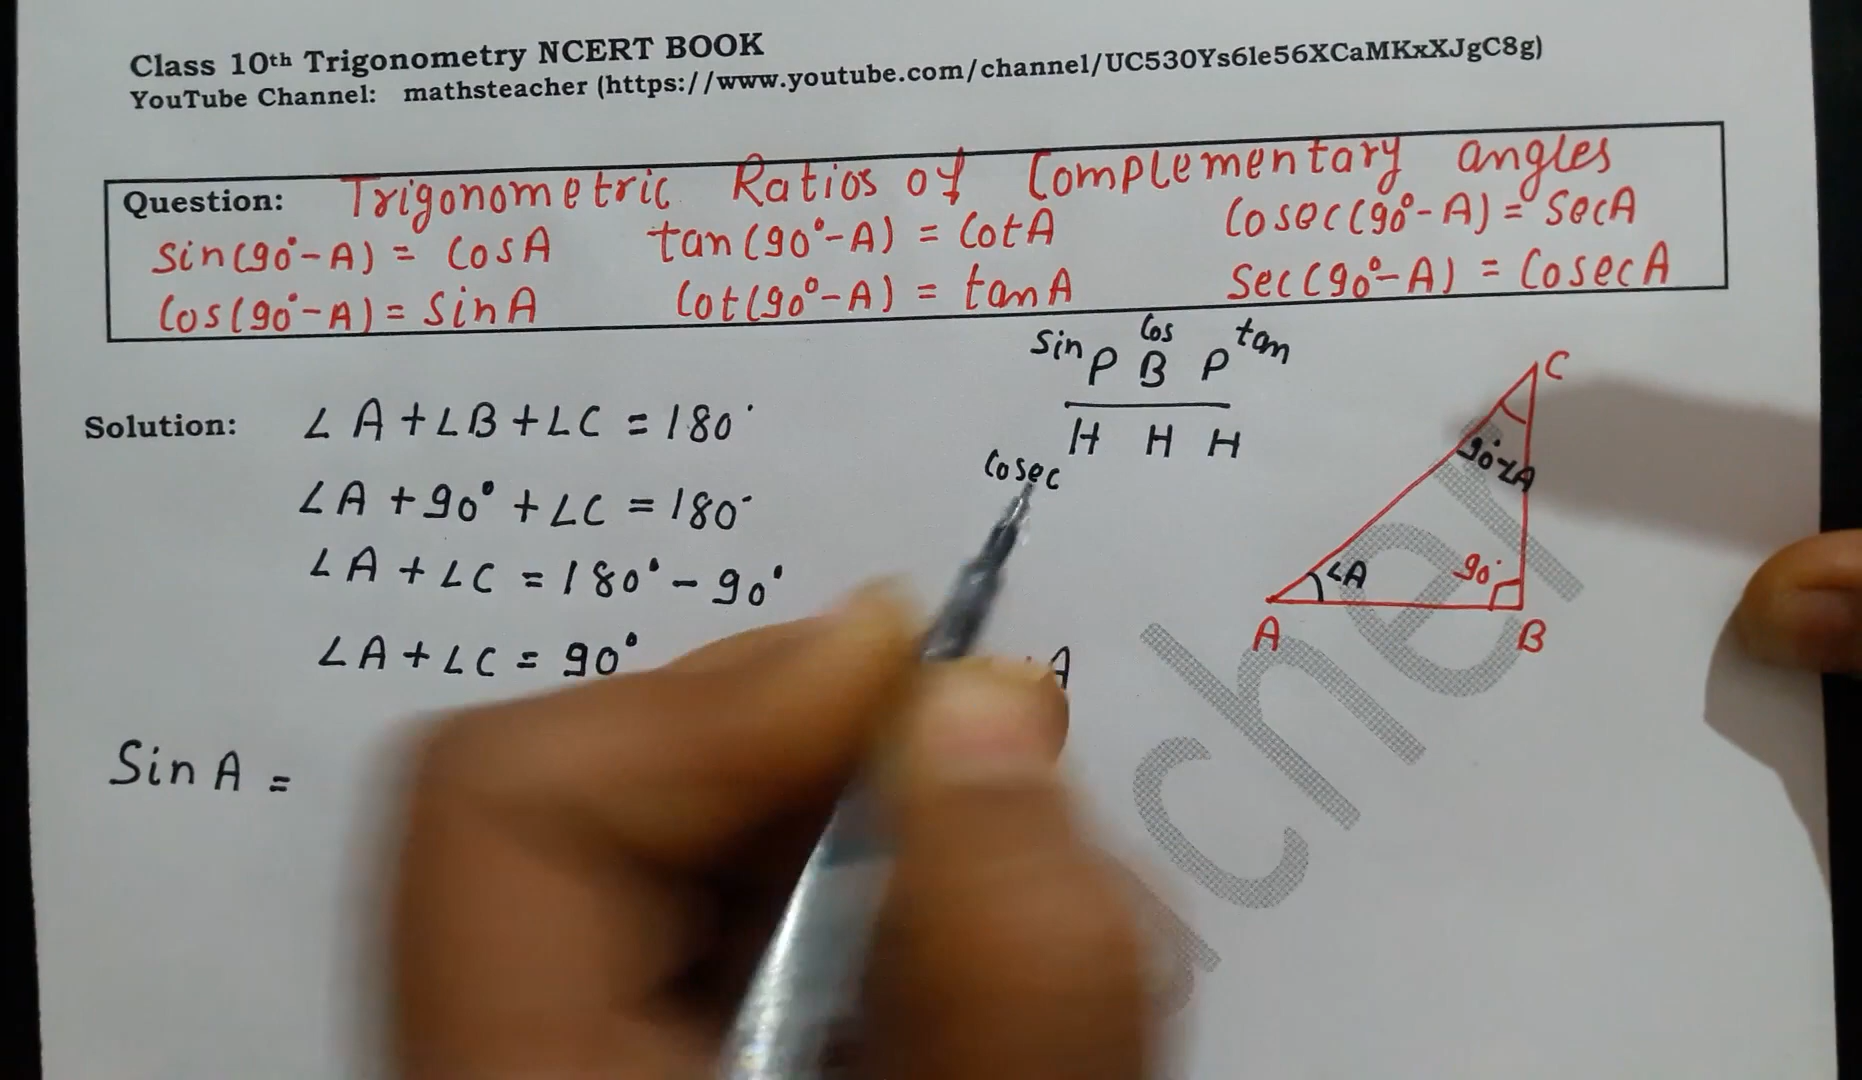 Class 10th Trigonometry NCERT BOOK
YouTube Channel: mathsteacher (https://www.youtube.com/channel/UC530Ys6le56XCaMKxXJgC8g)
Question: Trigonometric Ratios of Complementary angles
sin(90°-A) = CosA tan(90°-A) = CotA Cosec(90°-A) = SecA
Cos(90°-A) = SinA Cot(90°-A) = tanA Sec(90°-A) = CosecA
Sin Cos tan
P B P
H H H
Cosec
C
90°-∠A
∠A 90°
A B
Solution: ∠A+∠B+∠C = 180°
∠A+90°+∠C = 180°
∠A+∠C = 180°-90°
∠A+∠C = 90°
A
Sin A =
cher